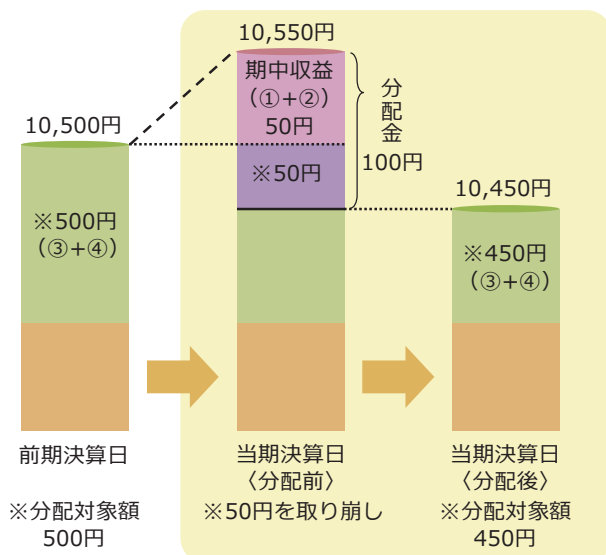 10,500円
※500円
（③＋④）
前期決算日
※分配対象額
500円
10,550円
期中収益
（①＋②）
50円
※50円
分配金
100円
当期決算日
〈分配前〉
※50円を取り崩し
10,450円
※450円
（③＋④）
当期決算日
〈分配後〉
※分配対象額
450円